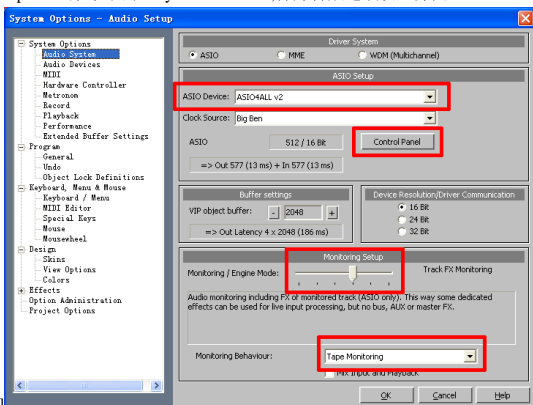 System Options - Audio Setup
System Options
Audio System
Audio Devices
MIDI
Hardware Controller
Metronom
Record
Playback
Performance
Extended Buffer Settings
Program
General
Undo
Object Lock Definitions
Keyboard, Menu & Mouse
Keyboard / Menu
MIDI Editor
Special Keys
Mouse
Mousewheel
Design
Skins
View Options
Colors
Effects
Option Administration
Project Options
Driver System
ASIO MME WDM (Multichannel)
ASIO Setup
ASIO Device: ASIO4ALL v2
Clock Source: Big Ben
ASIO 512 / 16 Bit Control Panel
=> Out 577 (13 ms) + In 577 (13 ms)
Buffer settings
VIP object buffer: - 2048 +
=> Out Latency 4 x 2048 (186 ms)
Device Resolution/Driver Communication
16 Bit
24 Bit
32 Bit
Monitoring Setup
Monitoring / Engine Mode: Track FX Monitoring
Audio monitoring including FX of monitored track (ASIO only). This way some dedicated
effects can be used for live input processing, but no bus, AUX or master FX.
Monitoring Behaviour: Tape Monitoring
Mix Input and Playback
OK Cancel Help